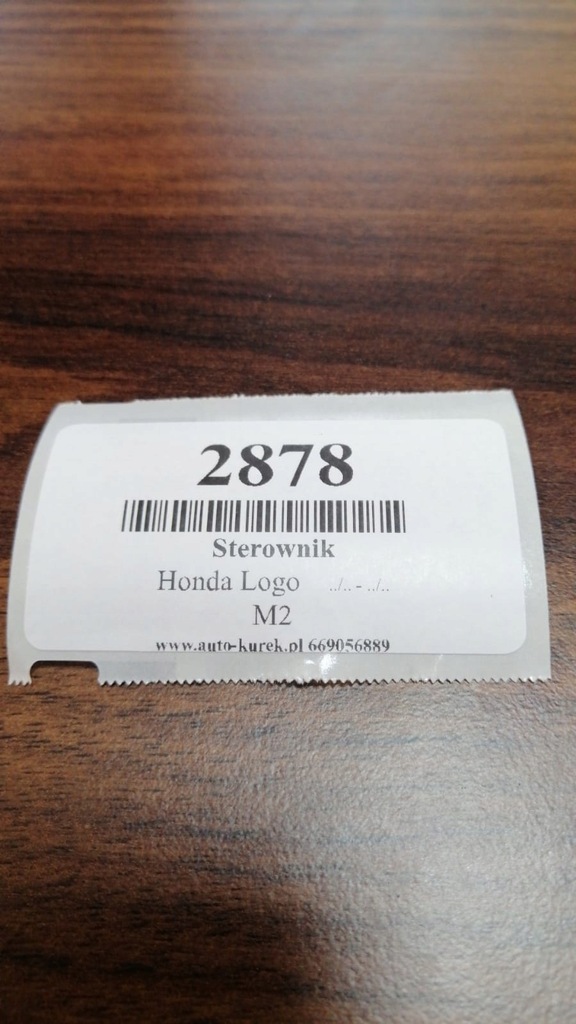 2878
Sterownik
Honda Logo ../.. - ../..
M2
www.auto-kurek.pl 669056889